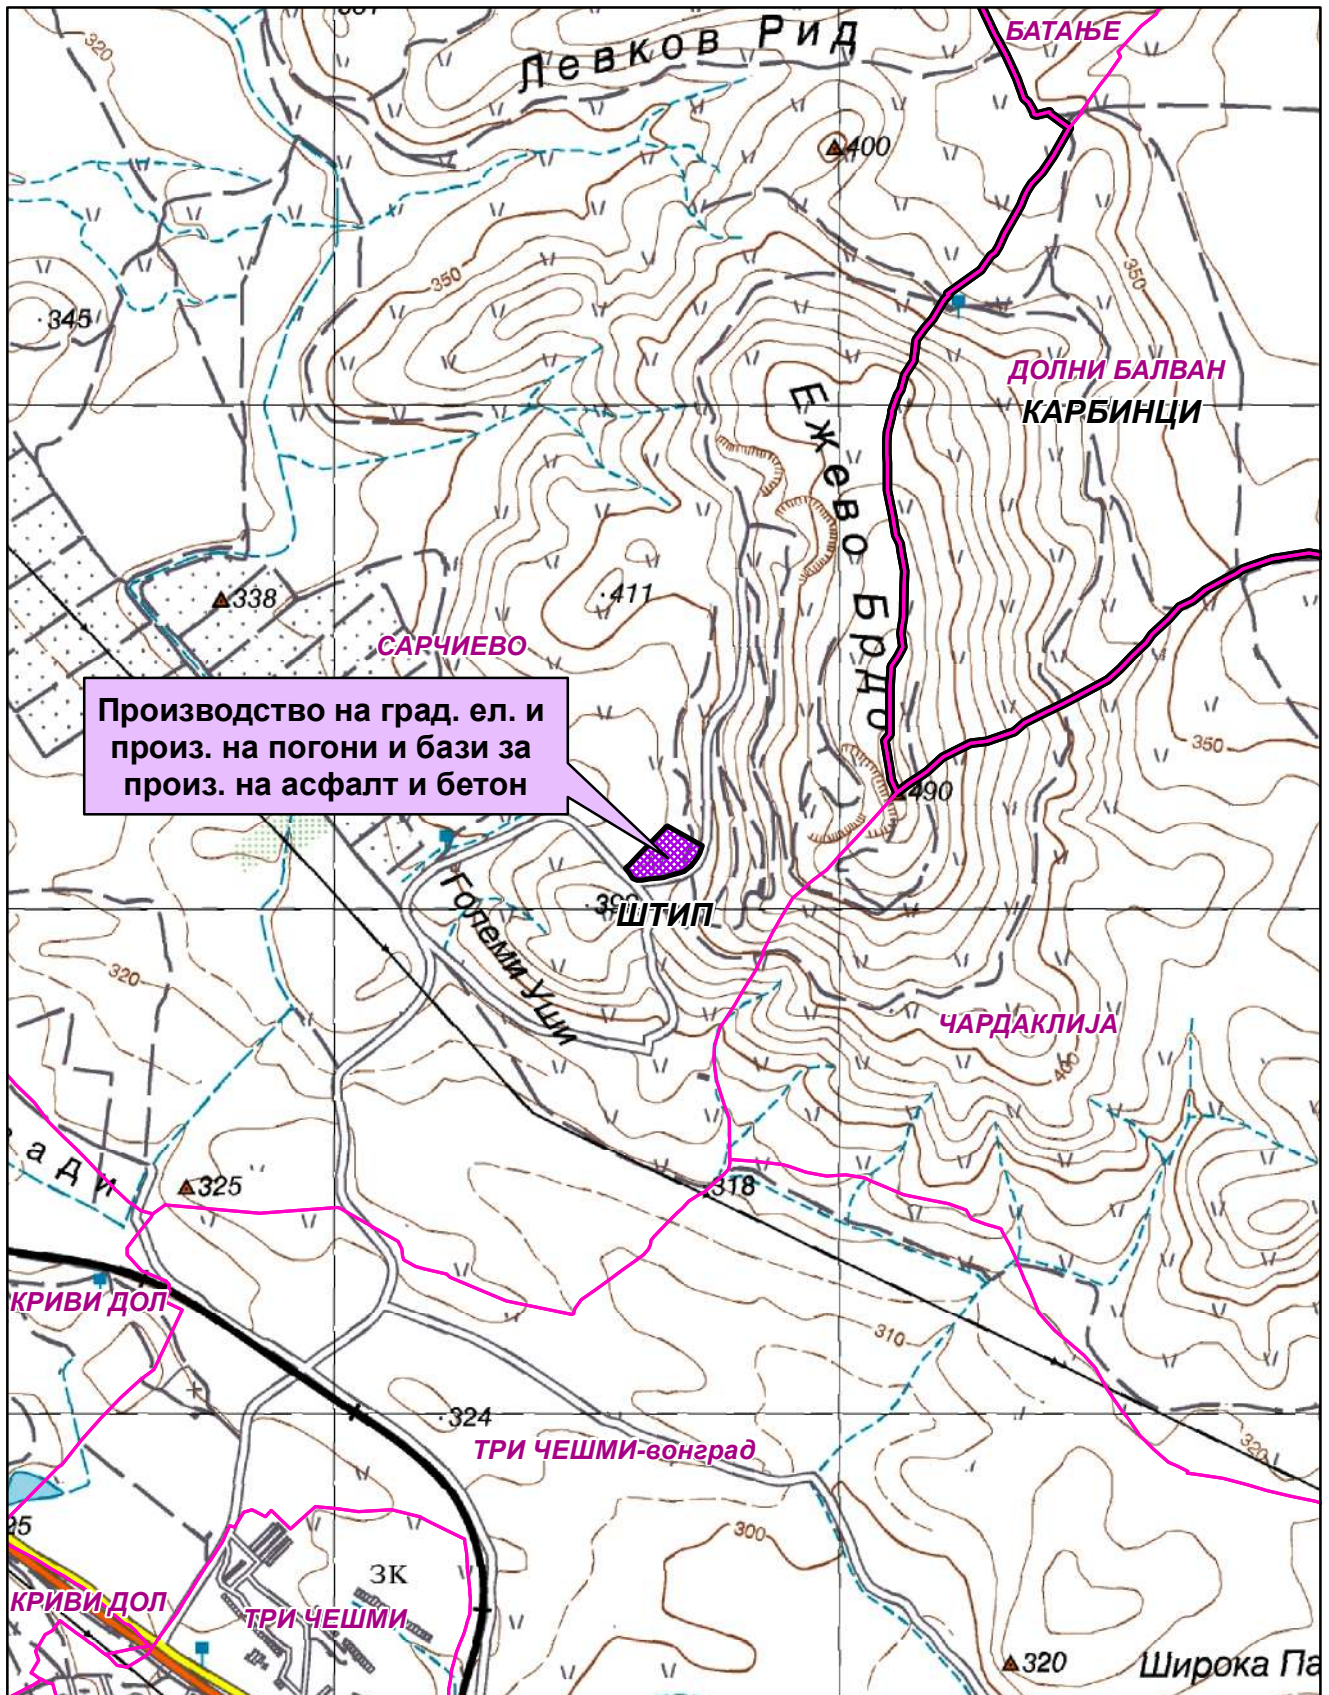 320
Левков Рид
БАТАЊЕ
400
350
350
345
ДОЛНИ БАЛВАН
КАРБИНЦИ
Ежево Брдо
411
338
САРЧИЕВО
Производство на град. ел. и
произ. на погони и бази за
произ. на асфалт и бетон
350
490
ШТИП
Големи Уши
320
ЧАРДАКЛИЈА
400
325
318
КРИВИ ДОЛ
310
324
ТРИ ЧЕШМИ-вонград
320
300
ЗК
КРИВИ ДОЛ
ТРИ ЧЕШМИ
320
Широка Па